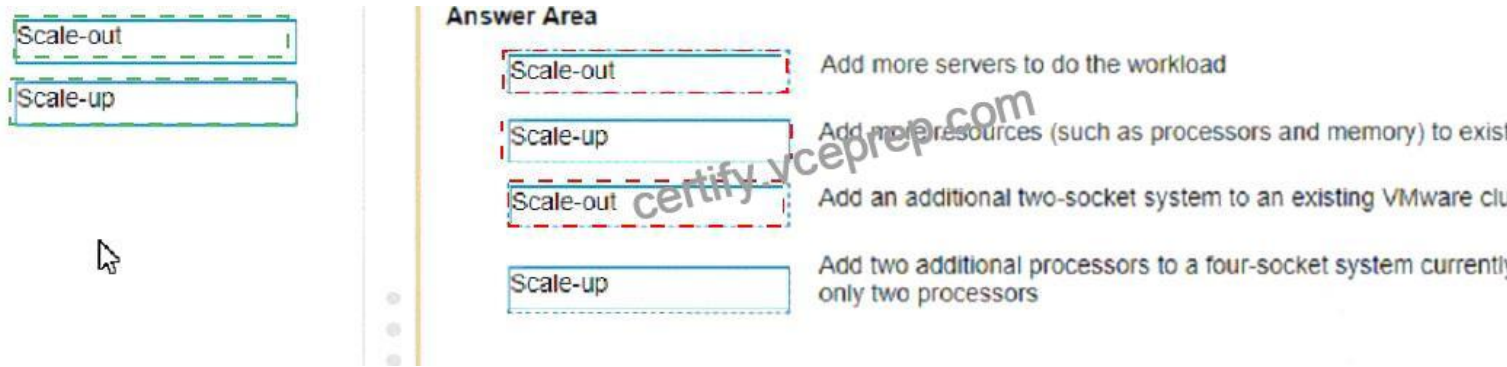 Scale-out
Scale-up
Answer Area
Scale-out
Add more servers to do the workload
Scale-up
Add more resources (such as processors and memory) to exist
Scale-out
Add an additional two-socket system to an existing VMware clu
Scale-up
Add two additional processors to a four-socket system currently
only two processors
certify.vceprep.com